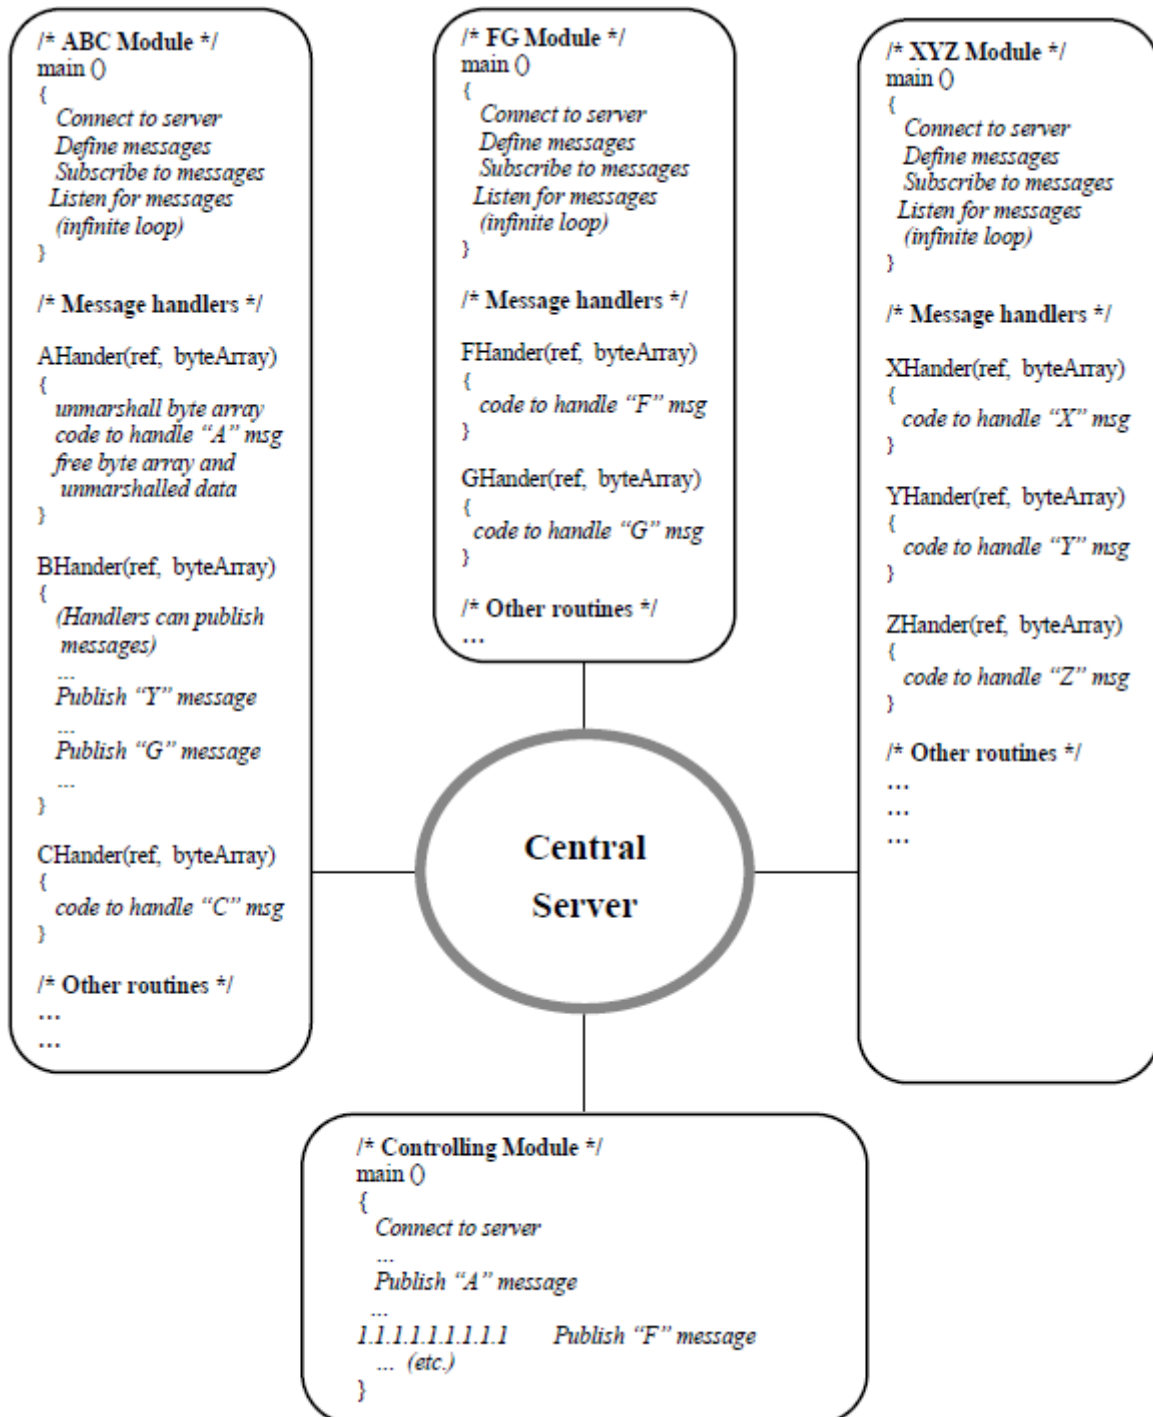 /* ABC Module */
main ()
{
Connect to server
Define messages
Subscribe to messages
Listen for messages
(infinite loop)
}
/* Message handlers */
AHander(ref, byteArray)
{
unmarshall byte array
code to handle “A” msg
free byte array and
unmarshalled data
}
BHander(ref, byteArray)
{
(Handlers can publish
messages)
...
Publish “Y” message
...
Publish “G” message
...
}
CHander(ref, byteArray)
{
code to handle “C” msg
}
/* Other routines */
...
...
/* FG Module */
main ()
{
Connect to server
Define messages
Subscribe to messages
Listen for messages
(infinite loop)
}
/* Message handlers */
FHander(ref, byteArray)
{
code to handle “F” msg
}
GHander(ref, byteArray)
{
code to handle “G” msg
}
/* Other routines */
...
/* XYZ Module */
main ()
{
Connect to server
Define messages
Subscribe to messages
Listen for messages
(infinite loop)
}
/* Message handlers */
XHander(ref, byteArray)
{
code to handle “X” msg
}
YHander(ref, byteArray)
{
code to handle “Y” msg
}
ZHander(ref, byteArray)
{
code to handle “Z” msg
}
/* Other routines */
...
...
...
Central
Server
/* Controlling Module */
main ()
{
Connect to server
...
Publish “A” message
...
1.1.1.1.1.1.1.1.1 Publish “F” message
... (etc.)
}